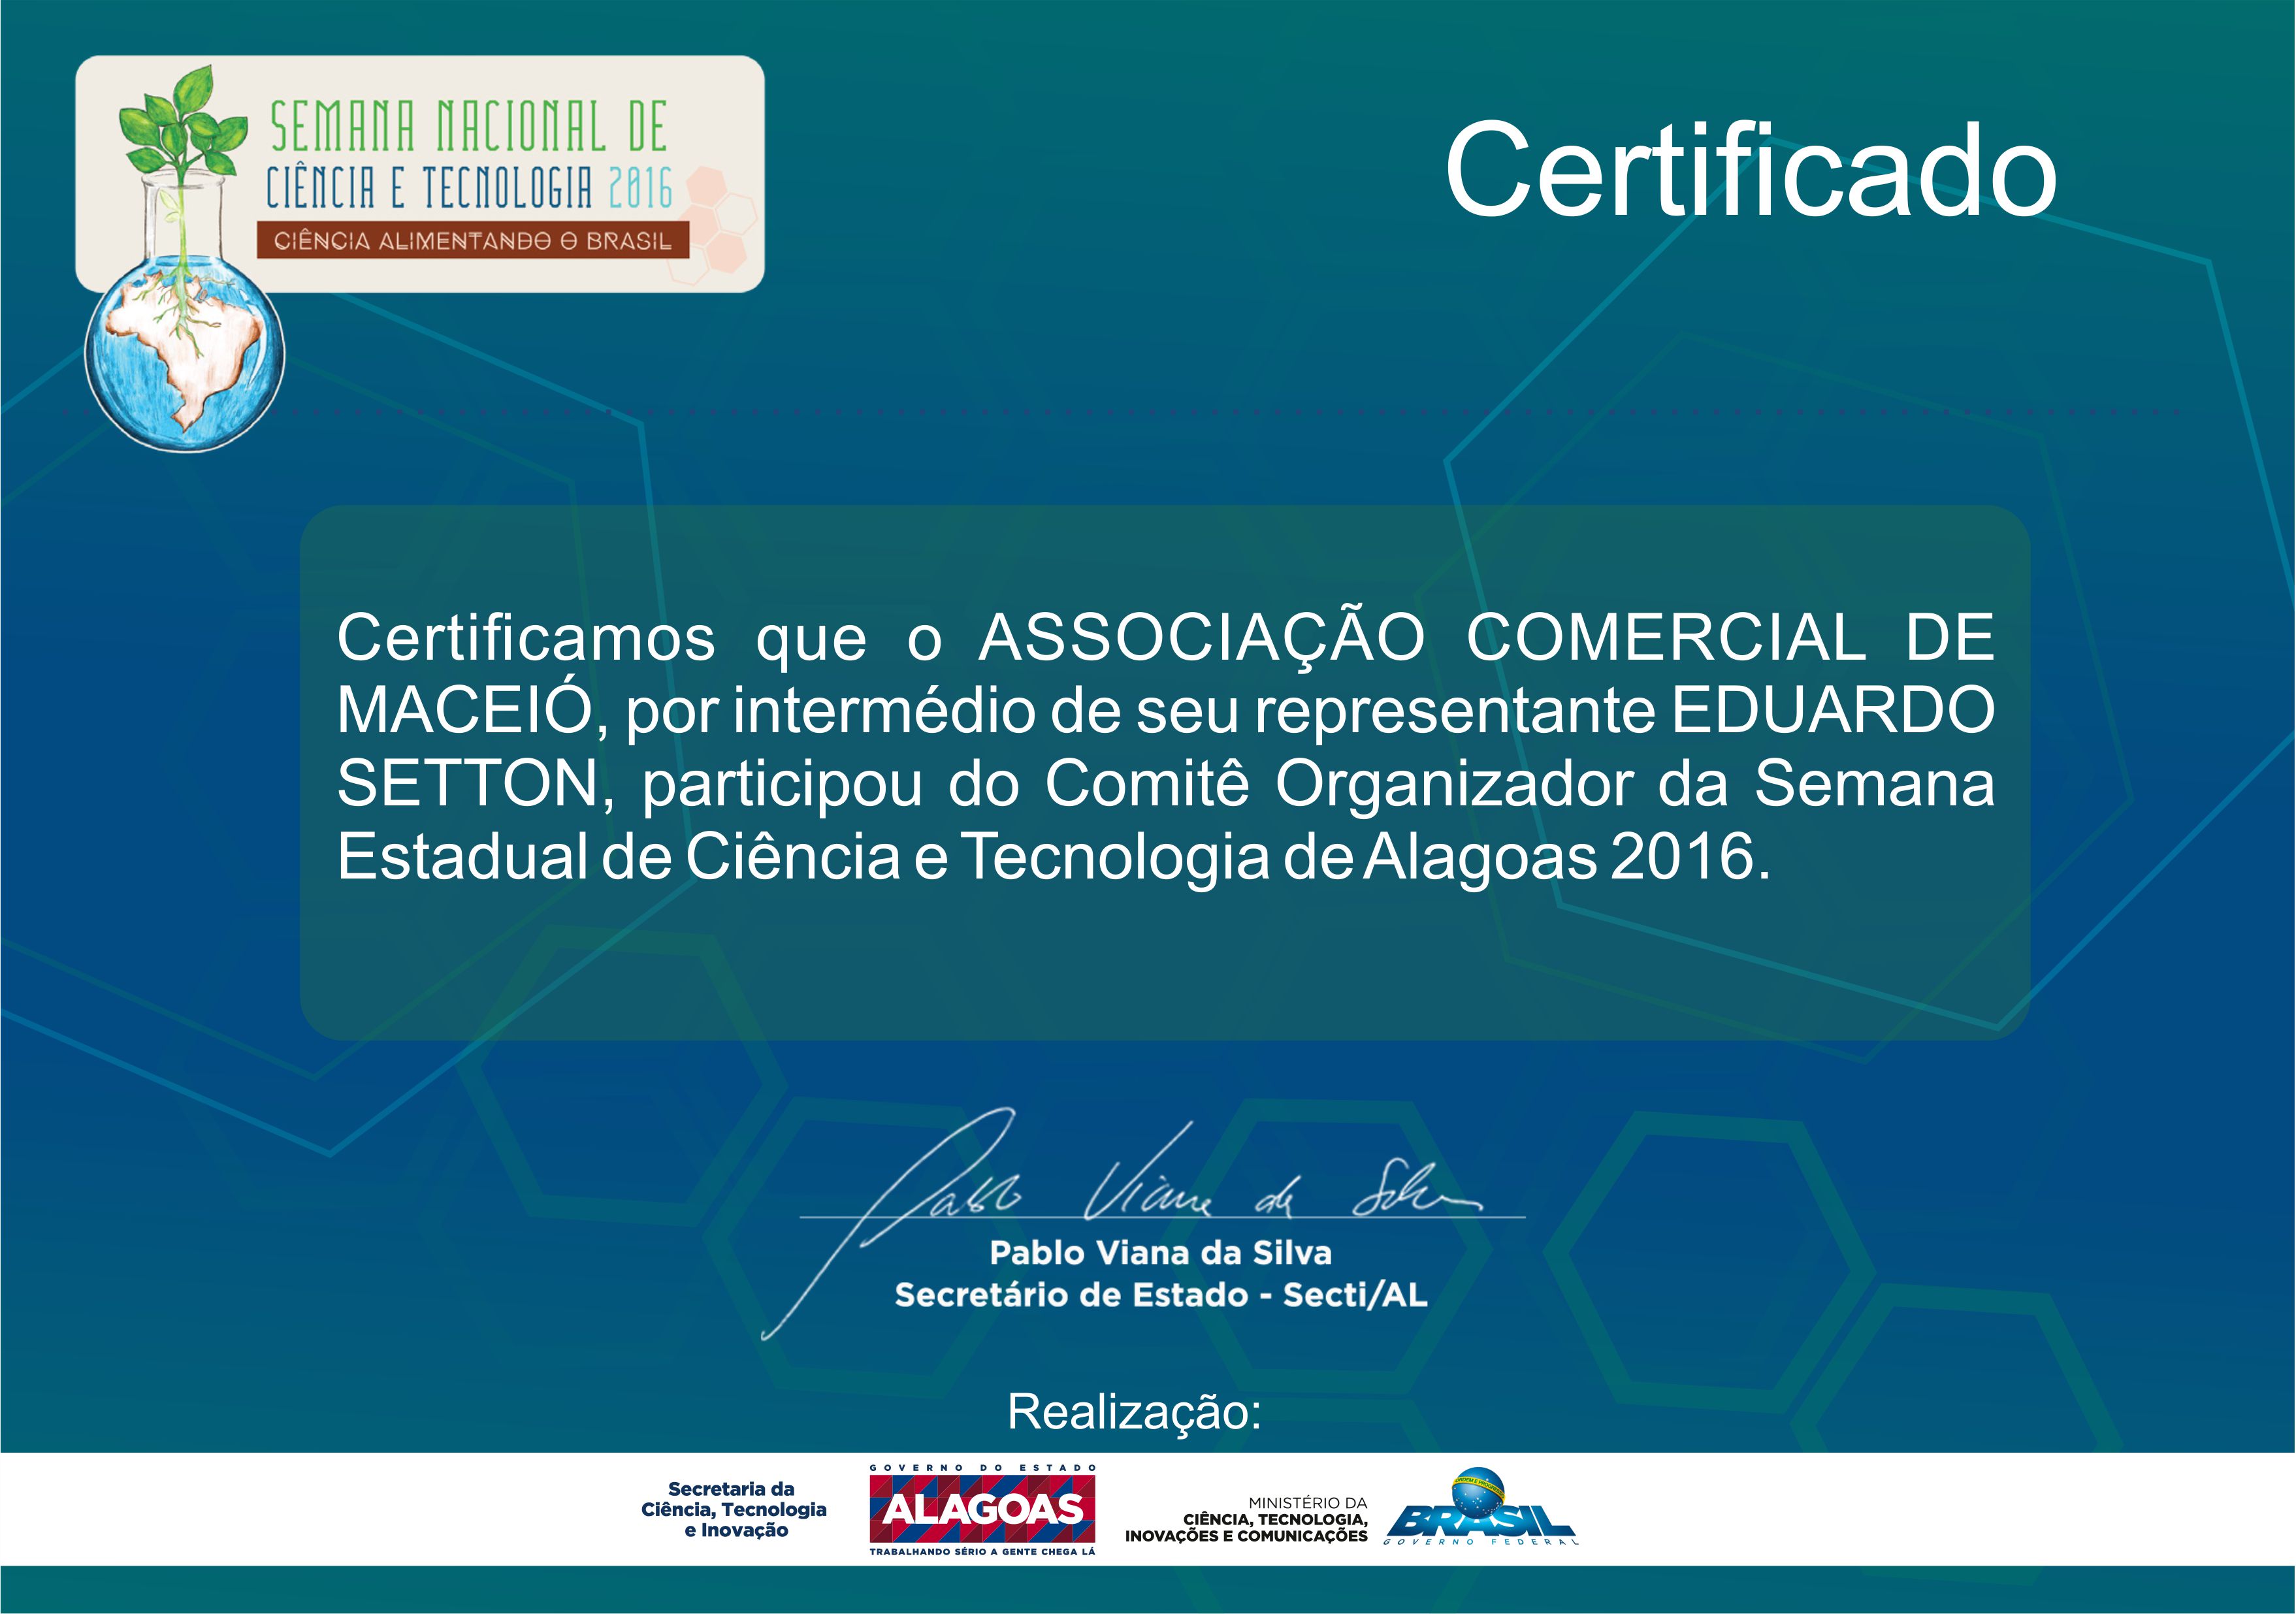 SEMANA NACIONAL DE
CIÊNCIA E TECNOLOGIA 2016
CIÊNCIA ALIMENTANDO O BRASIL
Certificado
Certificamos que o ASSOCIAÇÃO COMERCIAL DE
MACEIÓ, por intermédio de seu representante EDUARDO
SETTON, participou do Comitê Organizador da Semana
Estadual de Ciência e Tecnologia de Alagoas 2016.
Pablo Viana da Silva
Pablo Viana da Silva
Secretário de Estado - Secti/AL
Realização:
Secretaria da
Ciência, Tecnologia
e Inovação
GOVERNO DO ESTADO
ALAGOAS
TRABALHANDO SÉRIO A GENTE CHEGA LÁ
MINISTÉRIO DA
CIÊNCIA, TECNOLOGIA,
INOVAÇÕES E COMUNICAÇÕES
ORDEM E PROGRESSO
BRASIL
GOVERNO FEDERAL